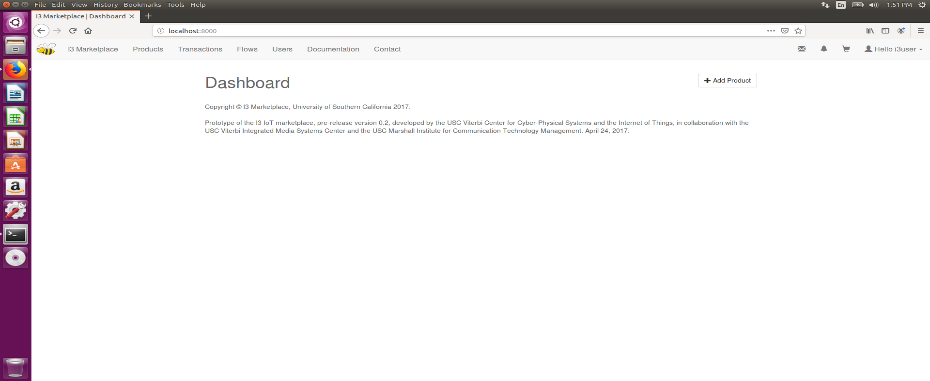 File Edit View History Bookmarks Tools Help
En
1:51 PM
I3 Marketplace | Dashboard
localhost:8000
I3 Marketplace Products Transactions Flows Users Documentation Contact
Hello i3user
Dashboard
Add Product
Copyright © I3 Marketplace, University of Southern California 2017.
Prototype of the I3 IoT marketplace, pre-release version 0.2, developed by the USC Viterbi Center for Cyber-Physical Systems and the Internet of Things, in collaboration with the
USC Viterbi Integrated Media Systems Center and the USC Marshall Institute for Communication Technology Management. April 24, 2017.